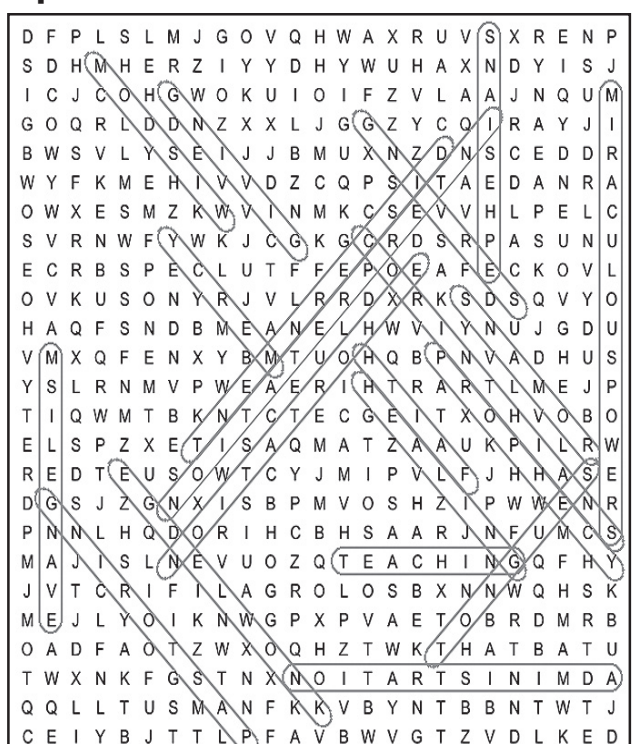 D F P L S L M J G O V Q H W A X R U V S X R E N P
S D H M H E R Z I Y Y D H Y W U H A X N D Y I S J
I C J C O H G W O K U I O I F Z V L A A J N Q U M
G O Q R L D D N Z X X L J G G Z Y C Q I R A Y J I
B W S V L Y S E I J J B M U X N Z D N S C E D D R
W Y F K M E H I V V D Z C Q P S I T A E D A N R A
O W X E S M Z K W V I N M K C S E V V H L P E L C
S V R N W F Y W K J C G K G C R D S R P A S U N U
E C R B S P E C L U T F F E P O E A F E C K O V L
O V K U S O N Y R J V L R R D X R K S D S Q V Y O
H A Q F S N D B M E A N E L H W V I Y N U J G D U
V M X Q F E N X Y B M T U O H Q B P N V A D H U S
Y S L R N M V P W E A E R I H T R A R T L M E J P
T I Q W M T B K N T C T E C G E I T X O H V O B O
E L S P Z X E T I S A Q M A T Z A A U K P I L R W
R E D T E U S O W T C Y J M I P V L F J H H A S E
D G S J Z G N X I S B P M V O S H Z I P W W E N R
P N N L H Q D O R I H C B H S A A R J N F U M C S
M A J I S L N E V U O Z Q T E A C H I N G Q F H Y
J V T C R I F I L A G R O L O S B X N N W Q H S K
M E J L Y O I K N W G P X P V A E T O B R D M R B
O A D F A O T Z W X O Q H Z T W K T H A T B A T U
T W X N K F G S T N X N O I T A R T S I N I M D A
Q Q L L T U S M A N F K K V B Y N T B B N T W T J
C E I Y B J T T L P F A V B W V G T Z V D L K E D